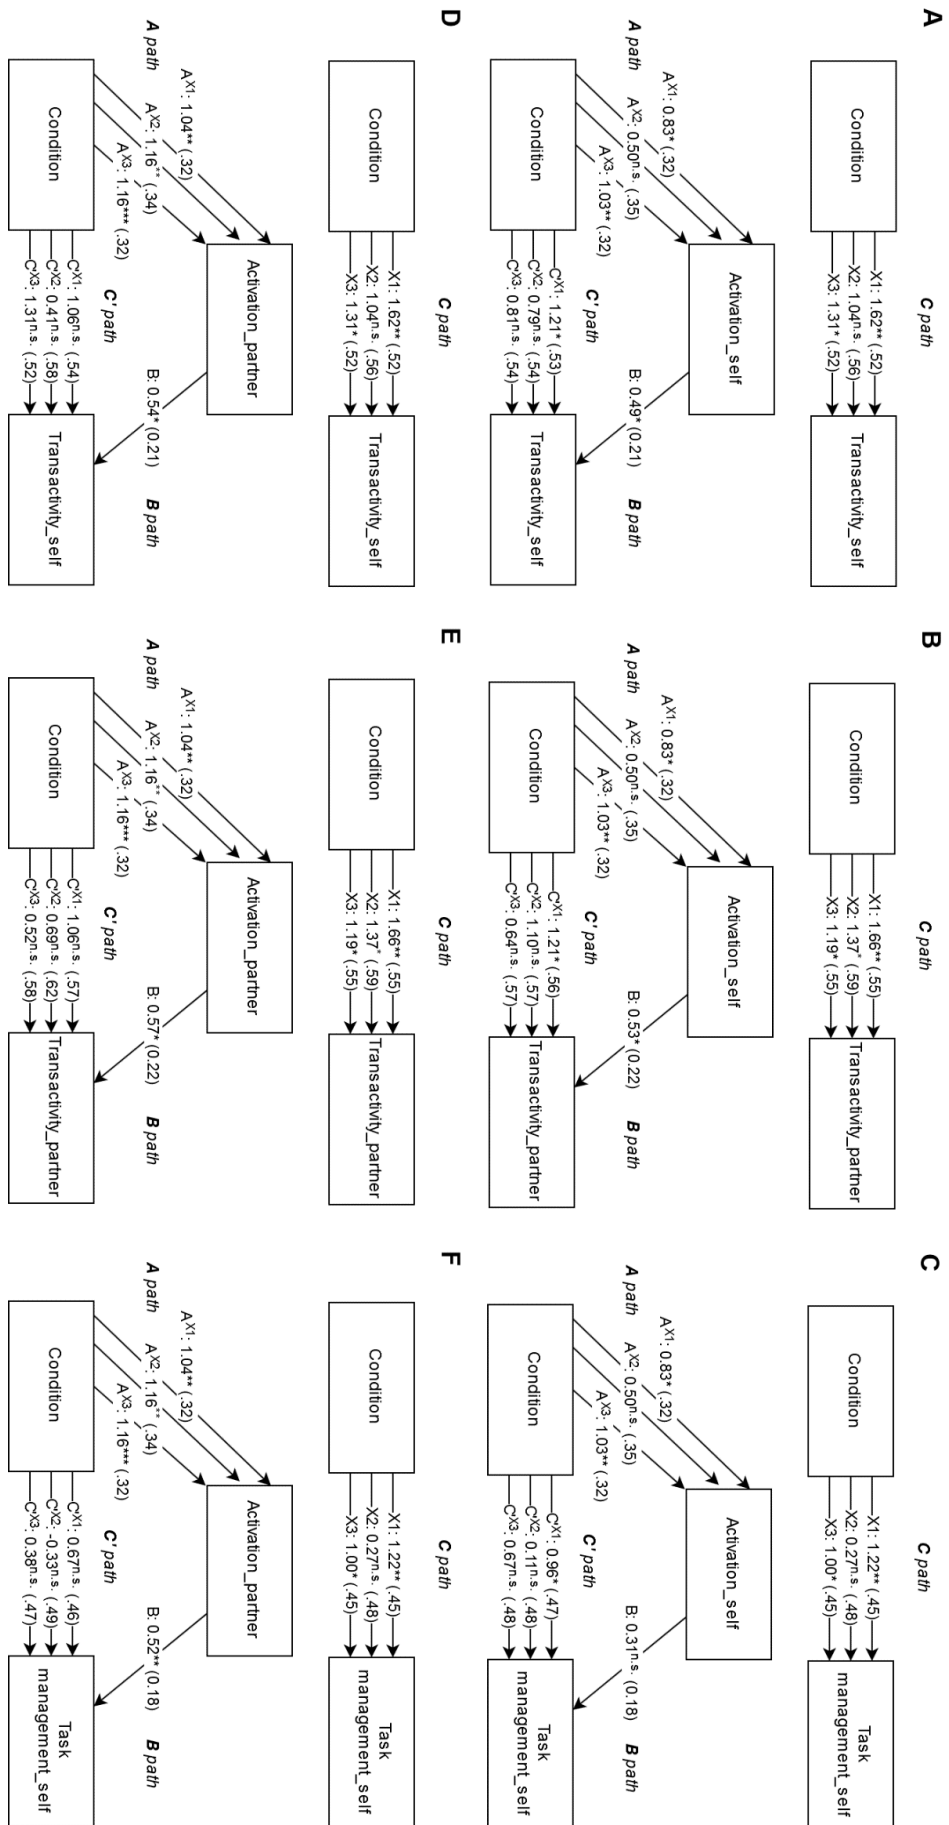 A
C path
Condition
X1: 1.62** (.52)
X2: 1.04n.s. (.56)
X3: 1.31* (.52)
Transactivity_self
Activation_self
A path
AX1: 0.83* (.32)
AX2: 0.50n.s. (.35)
AX3: 1.03** (.32)
C' path
B: 0.49* (0.21)
B path
Condition
C'X1: 1.21* (.53)
C'X2: 0.79n.s. (.54)
C'X3: 0.81n.s. (.54)
Transactivity_self
B
C path
Condition
X1: 1.66** (.55)
X2: 1.37* (.59)
X3: 1.19* (.55)
Transactivity_partner
Activation_self
A path
AX1: 0.83* (.32)
AX2: 0.50n.s. (.35)
AX3: 1.03** (.32)
C' path
B: 0.53* (0.22)
B path
Condition
C'X1: 1.21* (.56)
C'X2: 1.10n.s. (.57)
C'X3: 0.64n.s. (.57)
Transactivity_partner
C
C path
Condition
X1: 1.22** (.45)
X2: 0.27n.s. (.48)
X3: 1.00* (.45)
Task
management_self
Activation_self
A path
AX1: 0.83* (.32)
AX2: 0.50n.s. (.35)
AX3: 1.03** (.32)
C' path
B: 0.31n.s. (0.18)
B path
Condition
C'X1: 0.96* (.47)
C'X2: 0.11n.s. (.48)
C'X3: 0.67n.s. (.48)
Task
management_self
D
C path
Condition
X1: 1.62** (.52)
X2: 1.04n.s. (.56)
X3: 1.31* (.52)
Transactivity_self
Activation_partner
A path
AX1: 1.04** (.32)
AX2: 1.16** (.34)
AX3: 1.16*** (.32)
C' path
B: 0.54* (0.21)
B path
Condition
C'X1: 1.06n.s. (.54)
C'X2: 0.41n.s. (.58)
C'X3: 1.31n.s. (.52)
Transactivity_self
E
C path
Condition
X1: 1.66** (.55)
X2: 1.37* (.59)
X3: 1.19* (.55)
Transactivity_partner
Activation_partner
A path
AX1: 1.04** (.32)
AX2: 1.16** (.34)
AX3: 1.16*** (.32)
C' path
B: 0.57* (0.22)
B path
Condition
C'X1: 1.06n.s. (.57)
C'X2: 0.69n.s. (.62)
C'X3: 0.52n.s. (.58)
Transactivity_partner
F
C path
Condition
X1: 1.22** (.45)
X2: 0.27n.s. (.48)
X3: 1.00* (.45)
Task
management_self
Activation_partner
A path
AX1: 1.04** (.32)
AX2: 1.16** (.34)
AX3: 1.16*** (.32)
C' path
B: 0.52** (0.18)
B path
Condition
C'X1: 0.67n.s. (.46)
C'X2: -0.33n.s. (.49)
C'X3: 0.38n.s. (.47)
Task
management_self